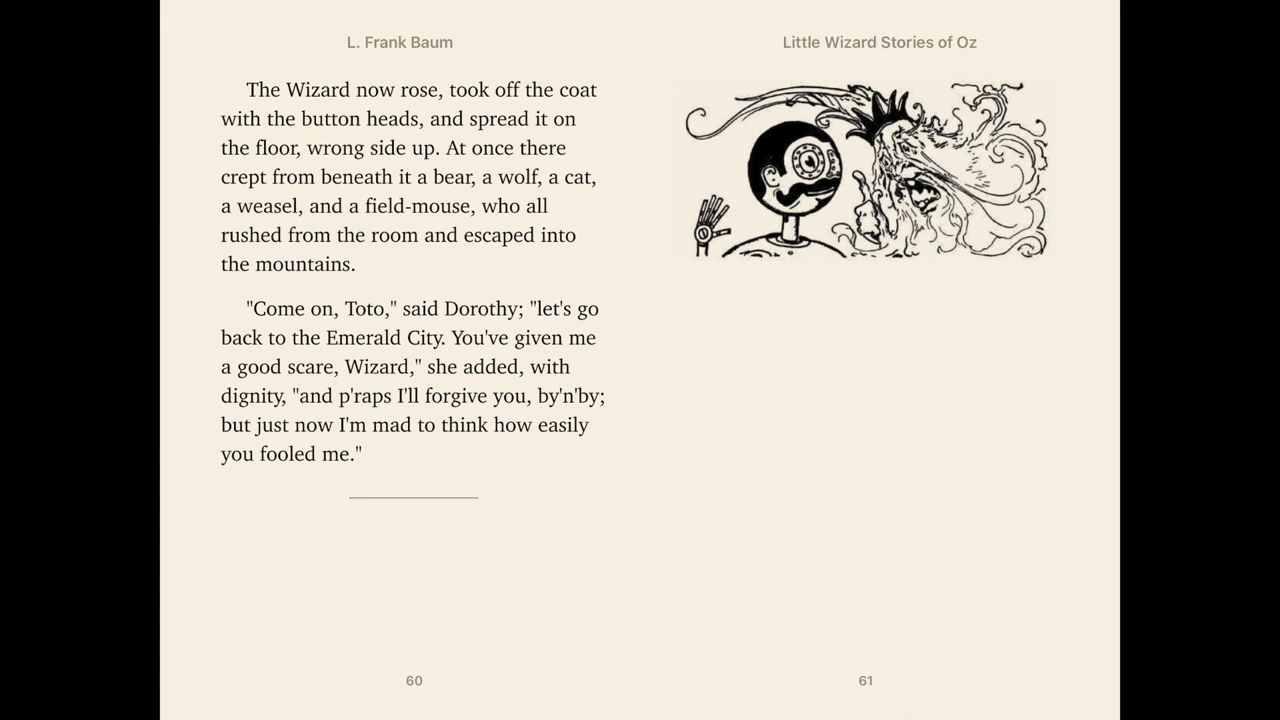 L. Frank Baum
The Wizard now rose, took off the coat
with the button heads, and spread it on
the floor, wrong side up. At once there
crept from beneath it a bear, a wolf, a cat,
a weasel, and a field-mouse, who all
rushed from the room and escaped into
the mountains.
"Come on, Toto," said Dorothy; "let's go
back to the Emerald City. You've given me
a good scare, Wizard," she added, with
dignity, "and p'raps I'll forgive you, by'n'by;
but just now I'm mad to think how easily
you fooled me."
60
Little Wizard Stories of Oz
61